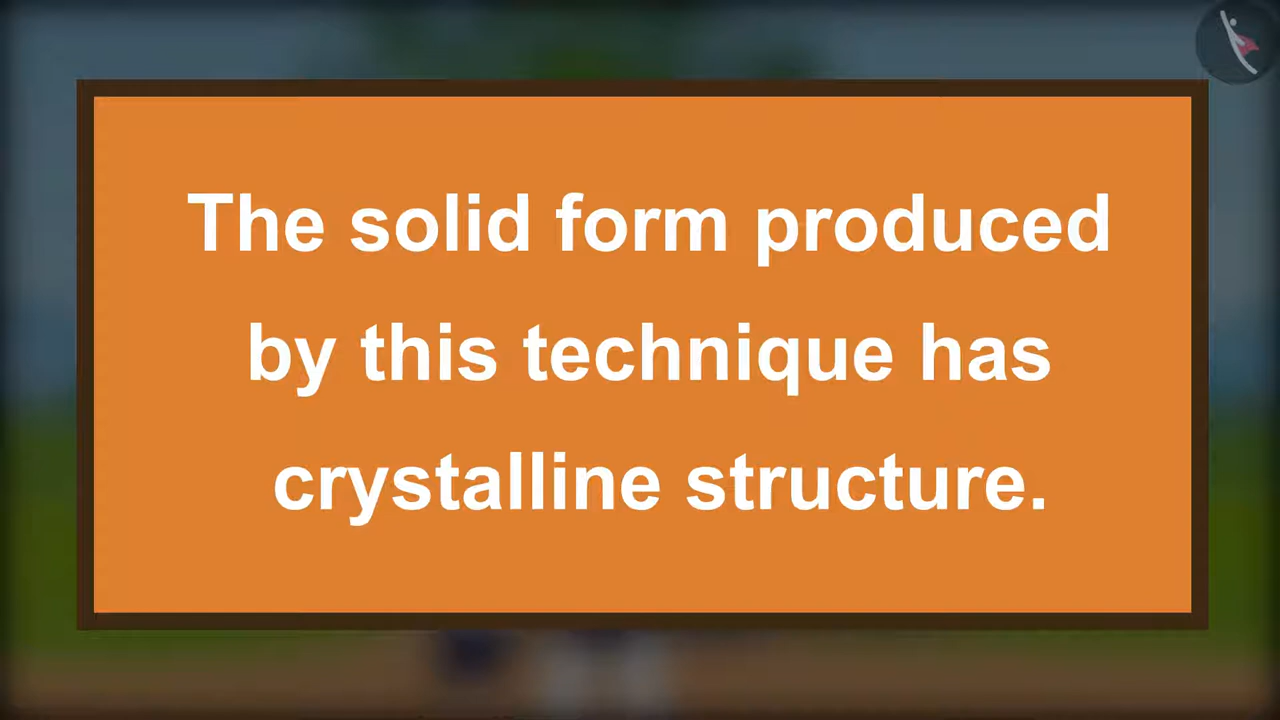 The solid form produced
by this technique has
crystalline structure.